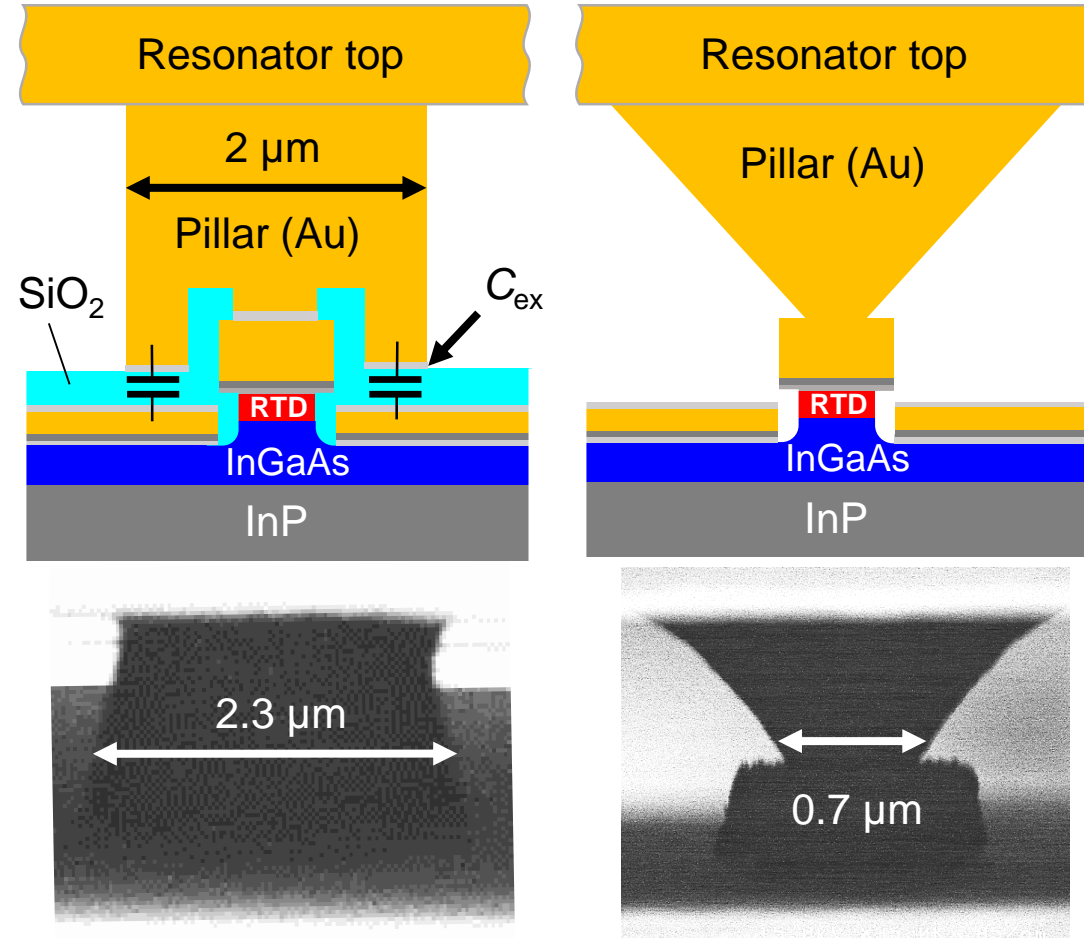 Resonator top
2 μm
Pillar (Au)
SiO2
Cex
RTD
InGaAs
InP
2.3 μm
Resonator top
Pillar (Au)
RTD
InGaAs
InP
0.7 μm